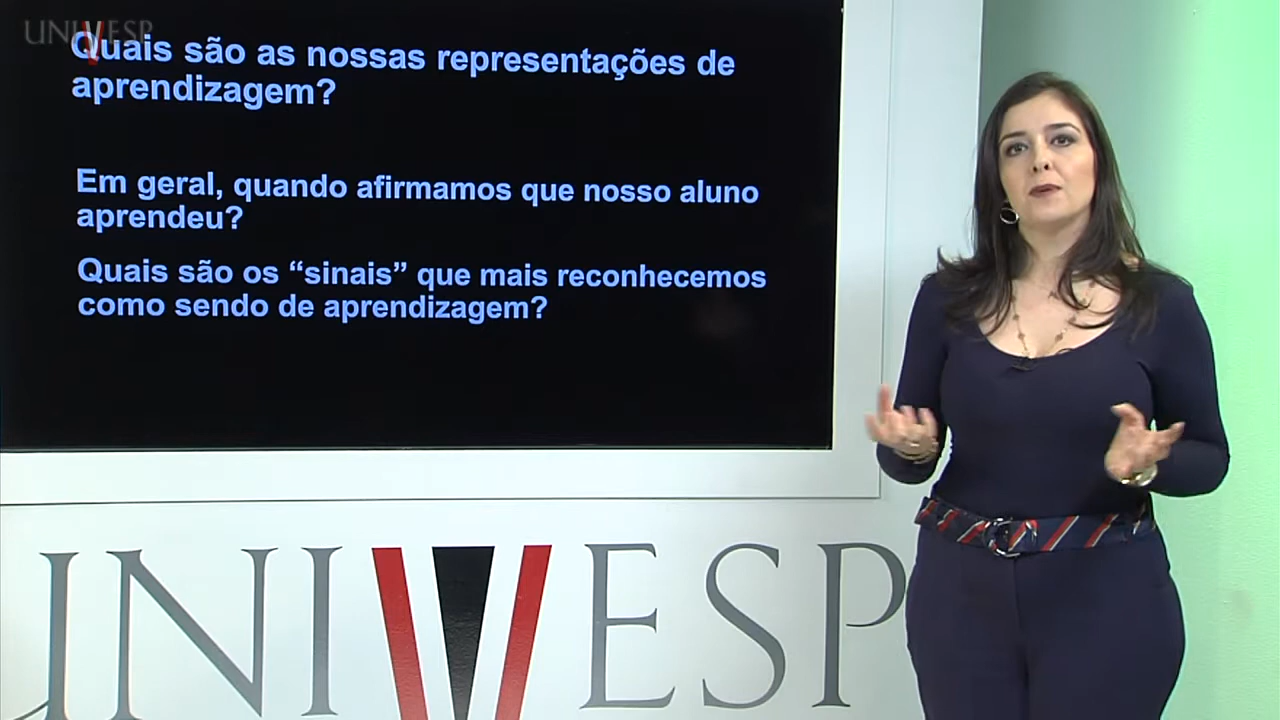 UNIVESP
Quais são as nossas representações de
aprendizagem?
Em geral, quando afirmamos que nosso aluno
aprendeu?
Quais são os “sinais” que mais reconhecemos
como sendo de aprendizagem?
UNIVESP